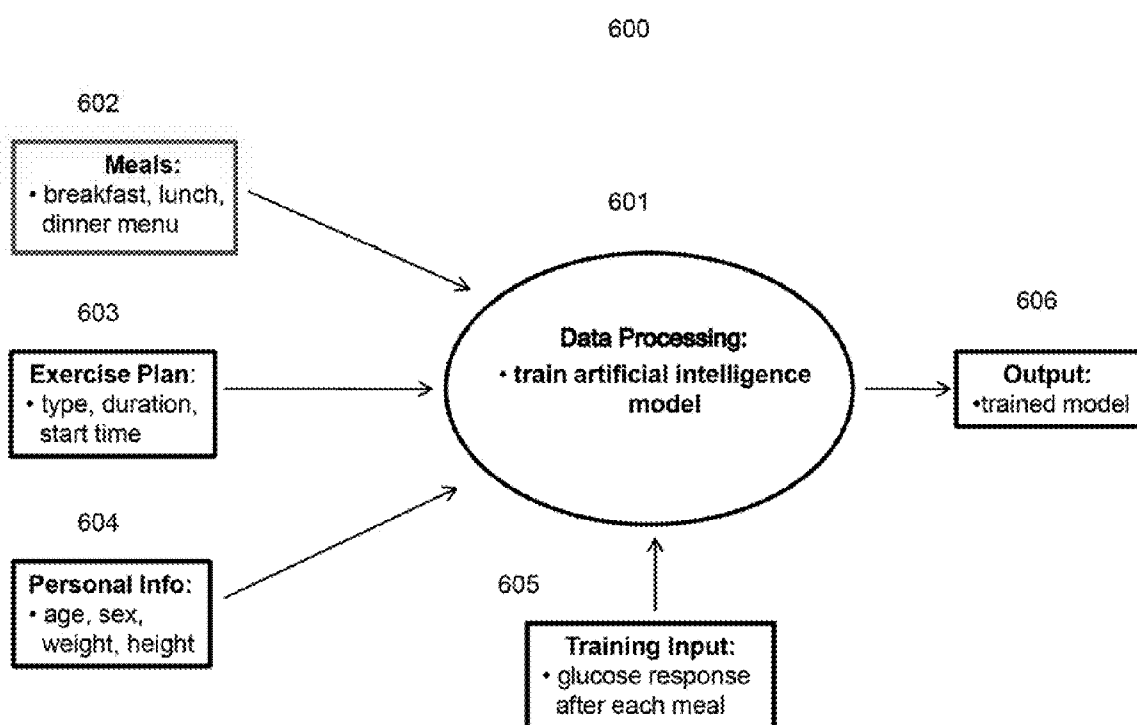 600
602
Meals:
• breakfast, lunch,
dinner menu
601
603
Exercise Plan:
• type, duration,
start time
Data Processing:
• train artificial intelligence
model
606
Output:
•trained model
604
Personal Info:
• age, sex,
weight, height
605
Training Input:
• glucose response
after each meal